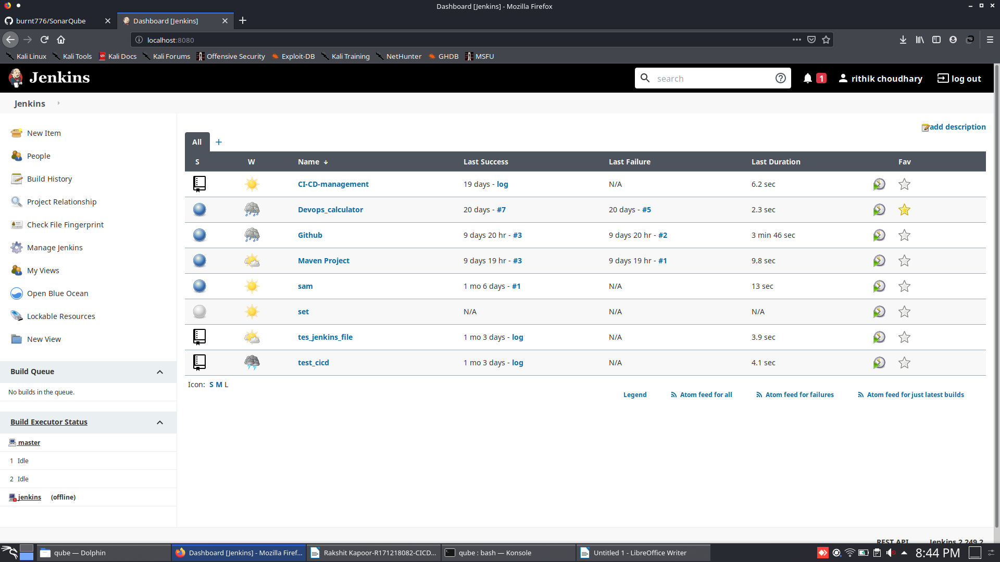 Dashboard [Jenkins] - Mozilla Firefox
burnt776/SonarQube
Dashboard [Jenkins]
localhost:8080
Kali Linux Kali Tools Kali Docs Kali Forums Offensive Security Exploit-DB Kali Training NetHunter GHDB MSFU
Jenkins
search
1
rithik choudhary
log out
Jenkins
New Item
People
Build History
Project Relationship
Check File Fingerprint
Manage Jenkins
My Views
Open Blue Ocean
Lockable Resources
New View
Build Queue
No builds in the queue.
Build Executor Status
master
1 Idle
2 Idle
jenkins (offline)
add description
All +
S W Name ↓ Last Success Last Failure Last Duration Fav
CI-CD-management 19 days - log N/A 6.2 sec
Devops_calculator 20 days - #7 20 days - #5 2.3 sec
Github 9 days 20 hr - #3 9 days 20 hr - #2 3 min 46 sec
Maven Project 9 days 19 hr - #3 9 days 19 hr - #1 9.8 sec
sam 1 mo 6 days - #1 N/A 13 sec
set N/A N/A N/A
tes_jenkins_file 1 mo 3 days - log N/A 3.9 sec
test_cicd 1 mo 3 days - log N/A 4.1 sec
Icon: S M L
Legend Atom feed for all Atom feed for failures Atom feed for just latest builds
REST API Jenkins 2.249.2
qube — Dolphin
Dashboard [Jenkins] - Mozilla Firef...
Rakshit Kapoor-R171218082-CICD...
qube : bash — Konsole
Untitled 1 - LibreOffice Writer
8:44 PM